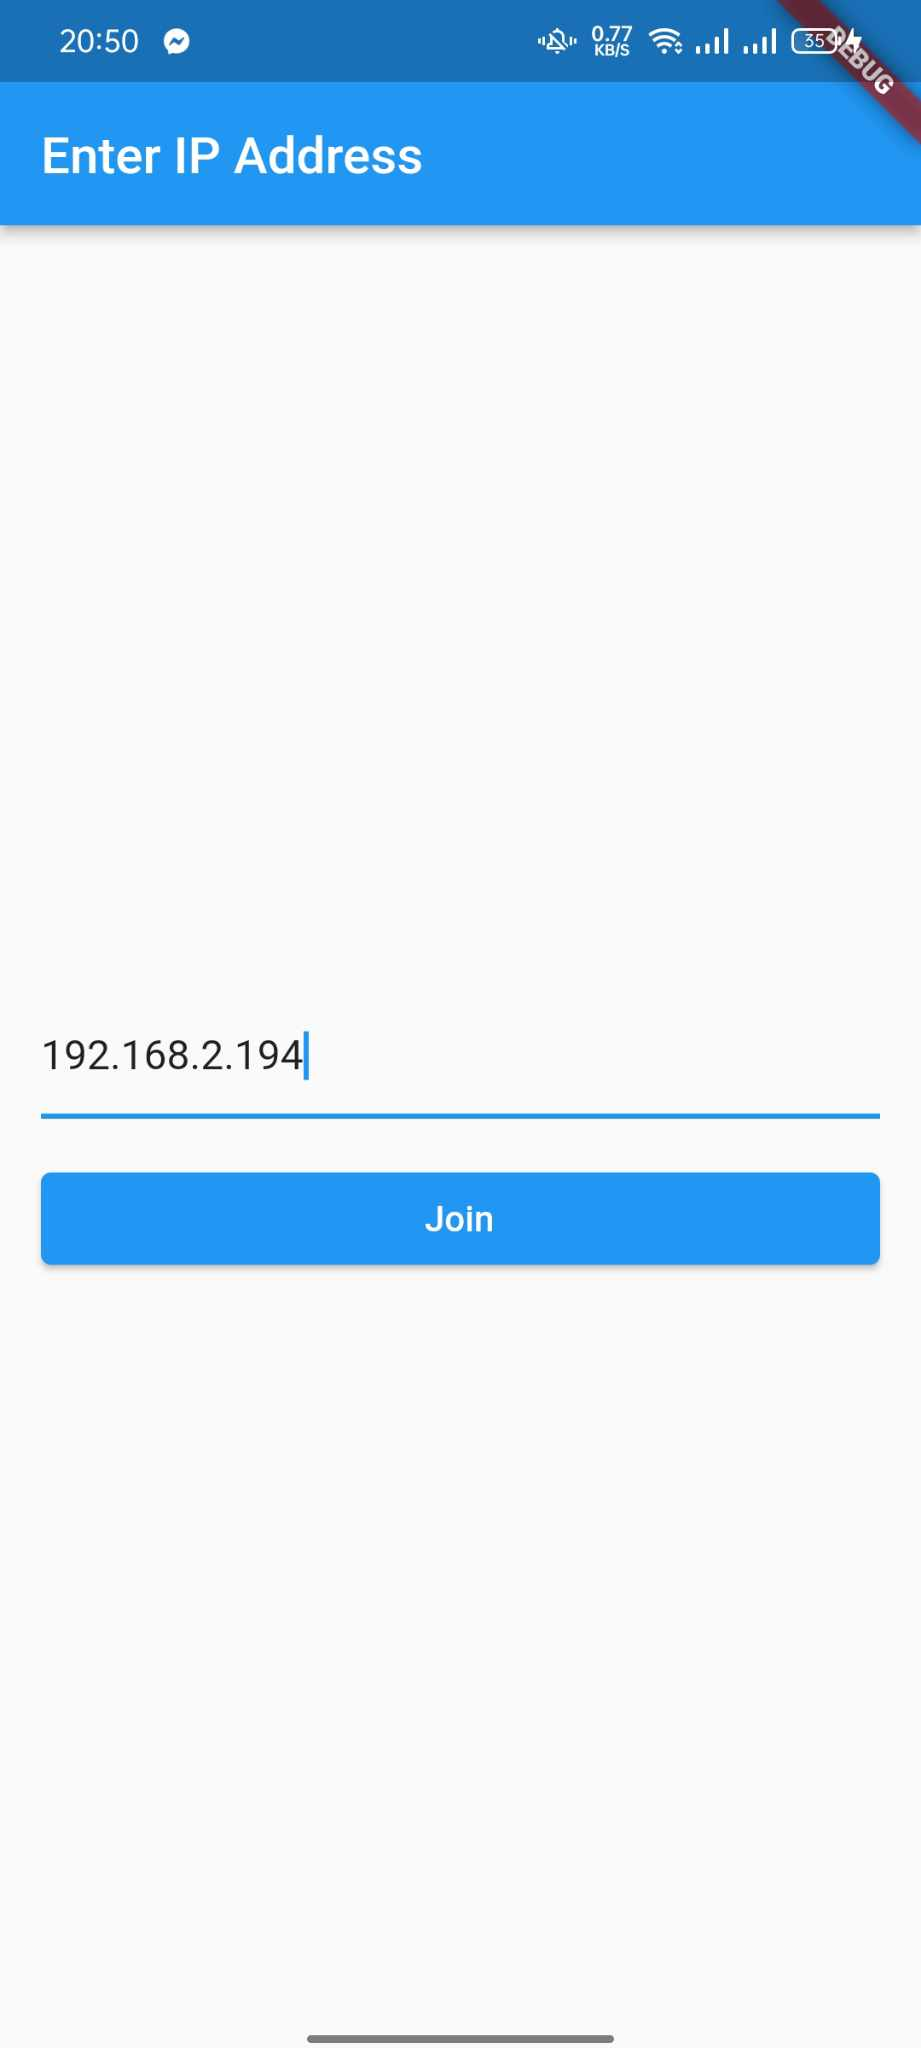 20:50
0.77
KB/S
35
DEBUG
Enter IP Address
192.168.2.194
Join